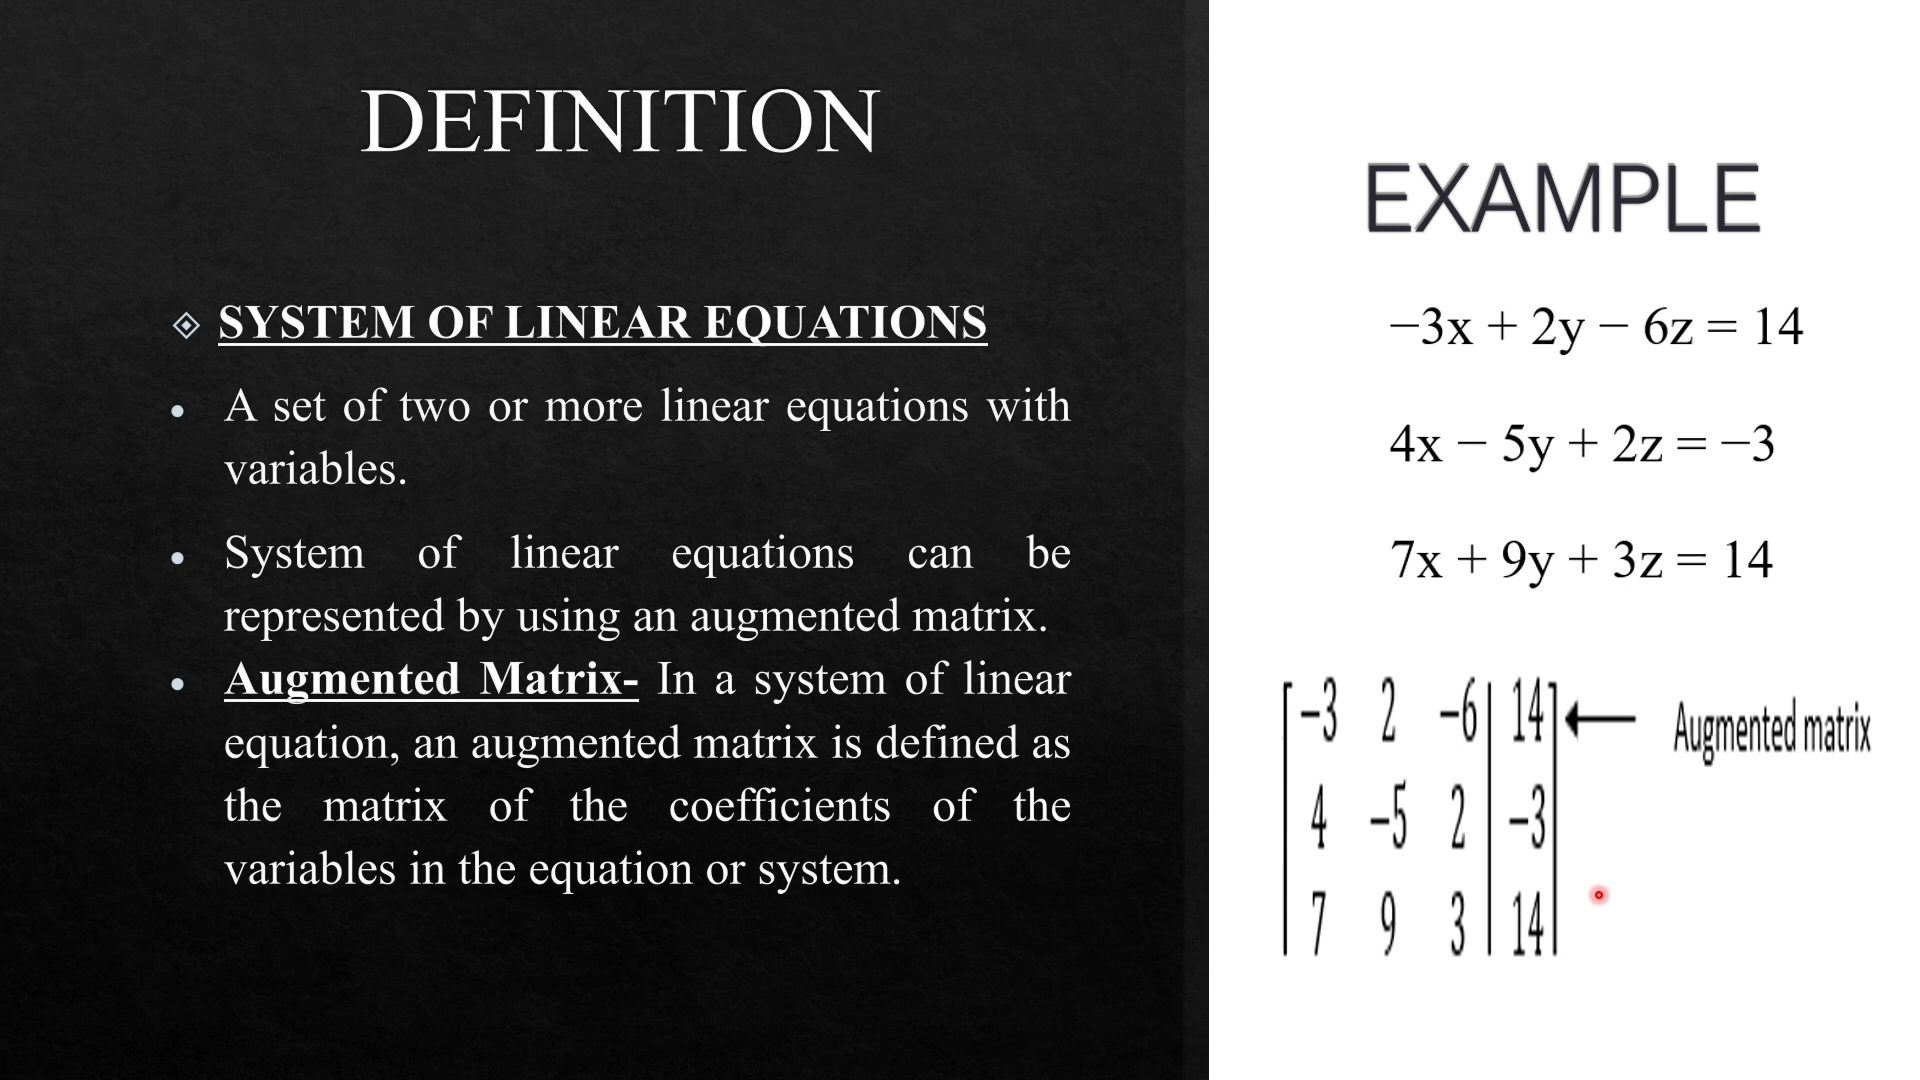 DEFINITION
SYSTEM OF LINEAR EQUATIONS
A set of two or more linear equations with
variables.
System of linear equations can be
represented by using an augmented matrix.
Augmented Matrix- In a system of linear
equation, an augmented matrix is defined as
the matrix of the coefficients of the
variables in the equation or system.
EXAMPLE
−3x + 2y − 6z = 14
4x − 5y + 2z = −3
7x + 9y + 3z = 14
−3 2 −6 | 14 Augmented matrix
4 −5 2 | −3
7 9 3 | 14